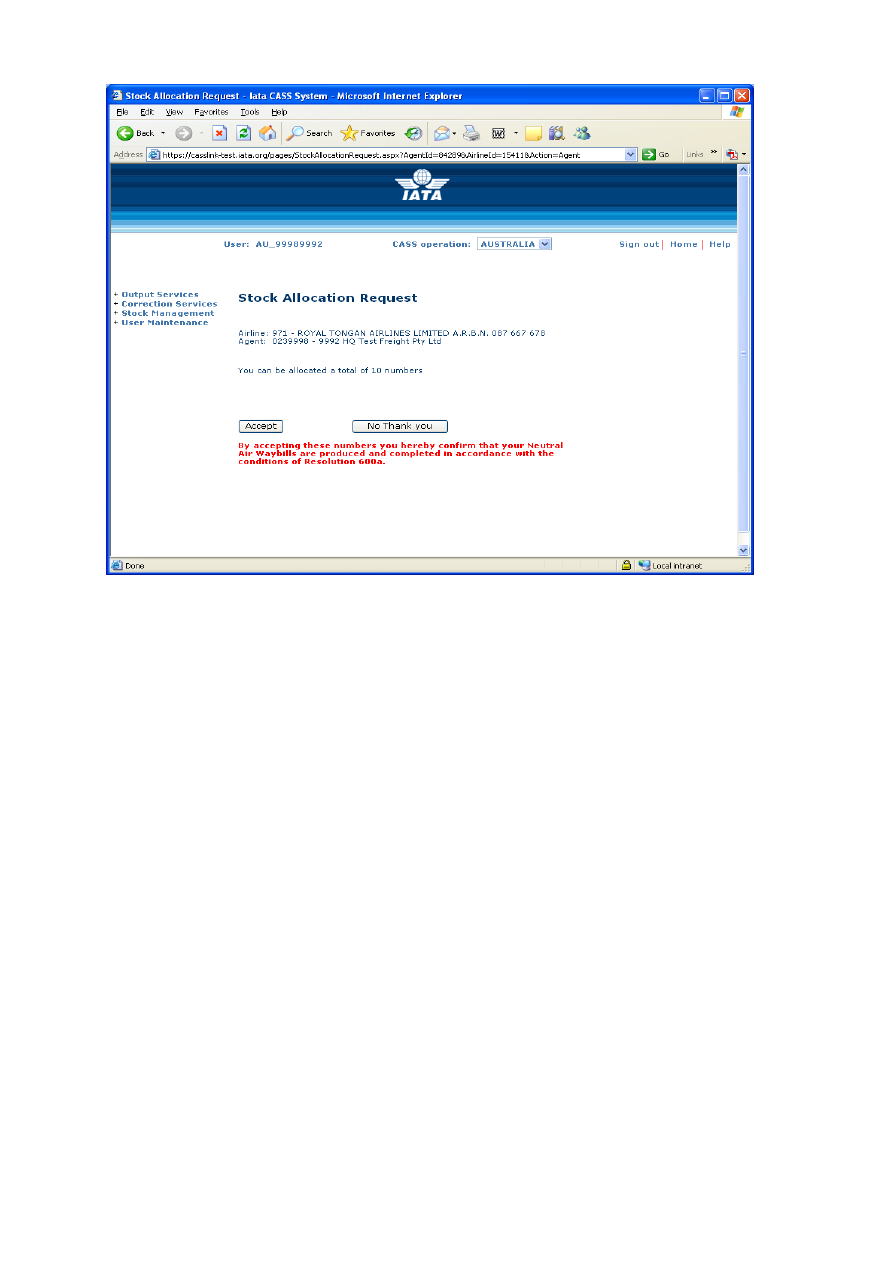 Stock Allocation Request - Iata CASS System - Microsoft Internet Explorer
File Edit View Favorites Tools Help
Back Search Favorites
Address https://casslink-test.iata.org/pages/StockAllocationRequest.aspx?AgentId=84289&AirlineId=15411&Action=Agent Go Links »
IATA
User: AU_99989992 CASS operation: AUSTRALIA Sign out | Home | Help
+ Output Services
+ Correction Services
+ Stock Management
+ User Maintenance
Stock Allocation Request
Airline: 971 - ROYAL TONGAN AIRLINES LIMITED A.R.B.N. 087 667 678
Agent: 0239998 - 9992 HQ Test Freight Pty Ltd
You can be allocated a total of 10 numbers
Accept No Thank you
By accepting these numbers you hereby confirm that your Neutral
Air Waybills are produced and completed in accordance with the
conditions of Resolution 600a.
Done Local intranet